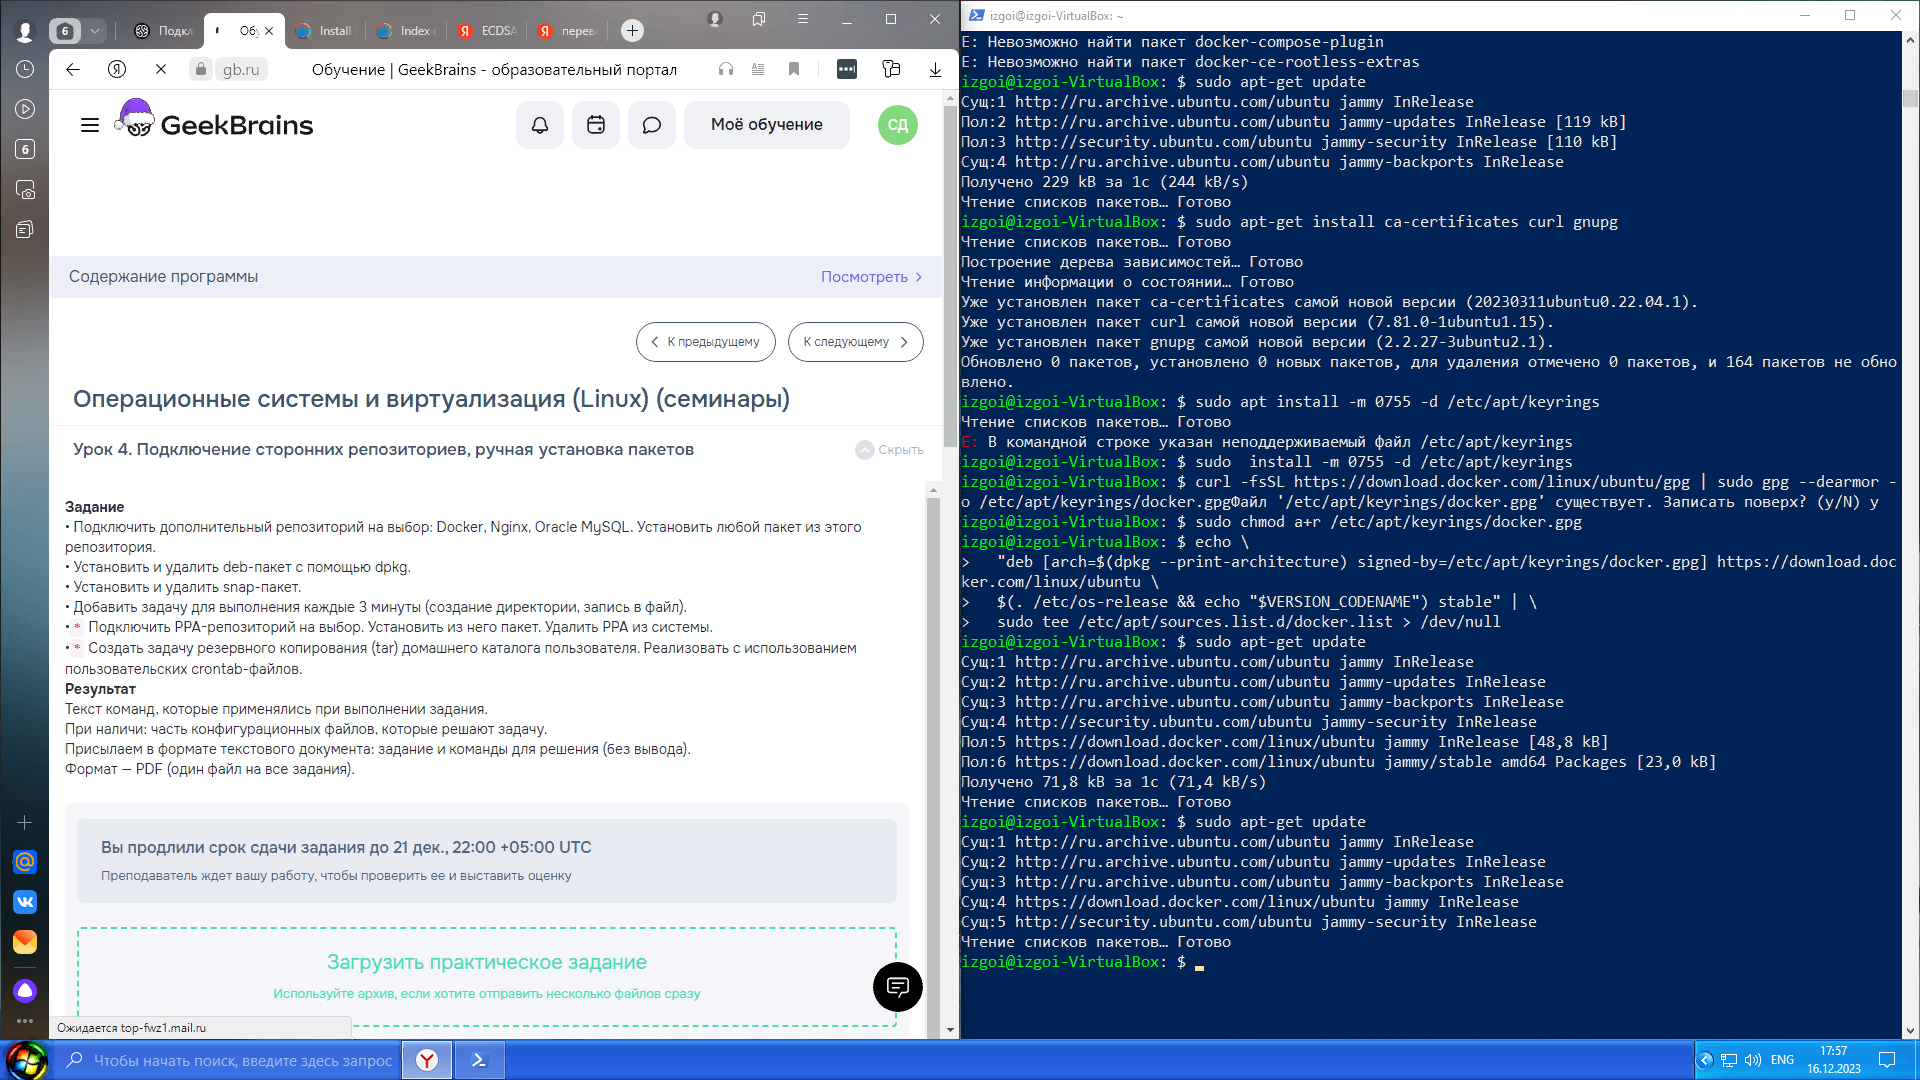 6
Подкл
Обу
Install
Index o
ECDSA
перев
gb.ru
Обучение | GeekBrains - образовательный портал
6
GeekBrains
Моё обучение
СД
Содержание программы
Посмотреть
К предыдущему
К следующему
Операционные системы и виртуализация (Linux) (семинары)
Урок 4. Подключение сторонних репозиториев, ручная установка пакетов
Скрыть
Задание
• Подключить дополнительный репозиторий на выбор: Docker, Nginx, Oracle MySQL. Установить любой пакет из этого
репозитория.
• Установить и удалить deb-пакет с помощью dpkg.
• Установить и удалить snap-пакет.
• Добавить задачу для выполнения каждые 3 минуты (создание директории, запись в файл).
• * Подключить PPA-репозиторий на выбор. Установить из него пакет. Удалить PPA из системы.
• * Создать задачу резервного копирования (tar) домашнего каталога пользователя. Реализовать с использованием
пользовательских crontab-файлов.
Результат
Текст команд, которые применялись при выполнении задания.
При наличи: часть конфигурационных файлов, которые решают задачу.
Присылаем в формате текстового документа: задание и команды для решения (без вывода).
Формат — PDF (один файл на все задания).
Вы продлили срок сдачи задания до 21 дек., 22:00 +05:00 UTC
Преподаватель ждет вашу работу, чтобы проверить ее и выставить оценку
Загрузить практическое задание
Используйте архив, если хотите отправить несколько файлов сразу
Ожидается top-fwz1.mail.ru
izgoi@izgoi-VirtualBox: ~
E: Невозможно найти пакет docker-compose-plugin
E: Невозможно найти пакет docker-ce-rootless-extras
izgoi@izgoi-VirtualBox: $ sudo apt-get update
Сущ:1 http://ru.archive.ubuntu.com/ubuntu jammy InRelease
Пол:2 http://ru.archive.ubuntu.com/ubuntu jammy-updates InRelease [119 kB]
Пол:3 http://security.ubuntu.com/ubuntu jammy-security InRelease [110 kB]
Сущ:4 http://ru.archive.ubuntu.com/ubuntu jammy-backports InRelease
Получено 229 kB за 1с (244 kB/s)
Чтение списков пакетов… Готово
izgoi@izgoi-VirtualBox: $ sudo apt-get install ca-certificates curl gnupg
Чтение списков пакетов… Готово
Построение дерева зависимостей… Готово
Чтение информации о состоянии… Готово
Уже установлен пакет ca-certificates самой новой версии (20230311ubuntu0.22.04.1).
Уже установлен пакет curl самой новой версии (7.81.0-1ubuntu1.15).
Уже установлен пакет gnupg самой новой версии (2.2.27-3ubuntu2.1).
Обновлено 0 пакетов, установлено 0 новых пакетов, для удаления отмечено 0 пакетов, и 164 пакетов не обно
влено.
izgoi@izgoi-VirtualBox: $ sudo apt install -m 0755 -d /etc/apt/keyrings
Чтение списков пакетов… Готово
E: В командной строке указан неподдерживаемый файл /etc/apt/keyrings
izgoi@izgoi-VirtualBox: $ sudo  install -m 0755 -d /etc/apt/keyrings
izgoi@izgoi-VirtualBox: $ curl -fsSL https://download.docker.com/linux/ubuntu/gpg | sudo gpg --dearmor -
o /etc/apt/keyrings/docker.gpgФайл '/etc/apt/keyrings/docker.gpg' существует. Записать поверх? (y/N) y
izgoi@izgoi-VirtualBox: $ sudo chmod a+r /etc/apt/keyrings/docker.gpg
izgoi@izgoi-VirtualBox: $ echo \
>   "deb [arch=$(dpkg --print-architecture) signed-by=/etc/apt/keyrings/docker.gpg] https://download.doc
ker.com/linux/ubuntu \
>   $(. /etc/os-release && echo "$VERSION_CODENAME") stable" | \
>   sudo tee /etc/apt/sources.list.d/docker.list > /dev/null
izgoi@izgoi-VirtualBox: $ sudo apt-get update
Сущ:1 http://ru.archive.ubuntu.com/ubuntu jammy InRelease
Сущ:2 http://ru.archive.ubuntu.com/ubuntu jammy-updates InRelease
Сущ:3 http://ru.archive.ubuntu.com/ubuntu jammy-backports InRelease
Сущ:4 http://security.ubuntu.com/ubuntu jammy-security InRelease
Пол:5 https://download.docker.com/linux/ubuntu jammy InRelease [48,8 kB]
Пол:6 https://download.docker.com/linux/ubuntu jammy/stable amd64 Packages [23,0 kB]
Получено 71,8 kB за 1с (71,4 kB/s)
Чтение списков пакетов… Готово
izgoi@izgoi-VirtualBox: $ sudo apt-get update
Сущ:1 http://ru.archive.ubuntu.com/ubuntu jammy InRelease
Сущ:2 http://ru.archive.ubuntu.com/ubuntu jammy-updates InRelease
Сущ:3 http://ru.archive.ubuntu.com/ubuntu jammy-backports InRelease
Сущ:4 https://download.docker.com/linux/ubuntu jammy InRelease
Сущ:5 http://security.ubuntu.com/ubuntu jammy-security InRelease
Чтение списков пакетов… Готово
izgoi@izgoi-VirtualBox: $
Чтобы начать поиск, введите здесь запрос
ENG
17:57
16.12.2023